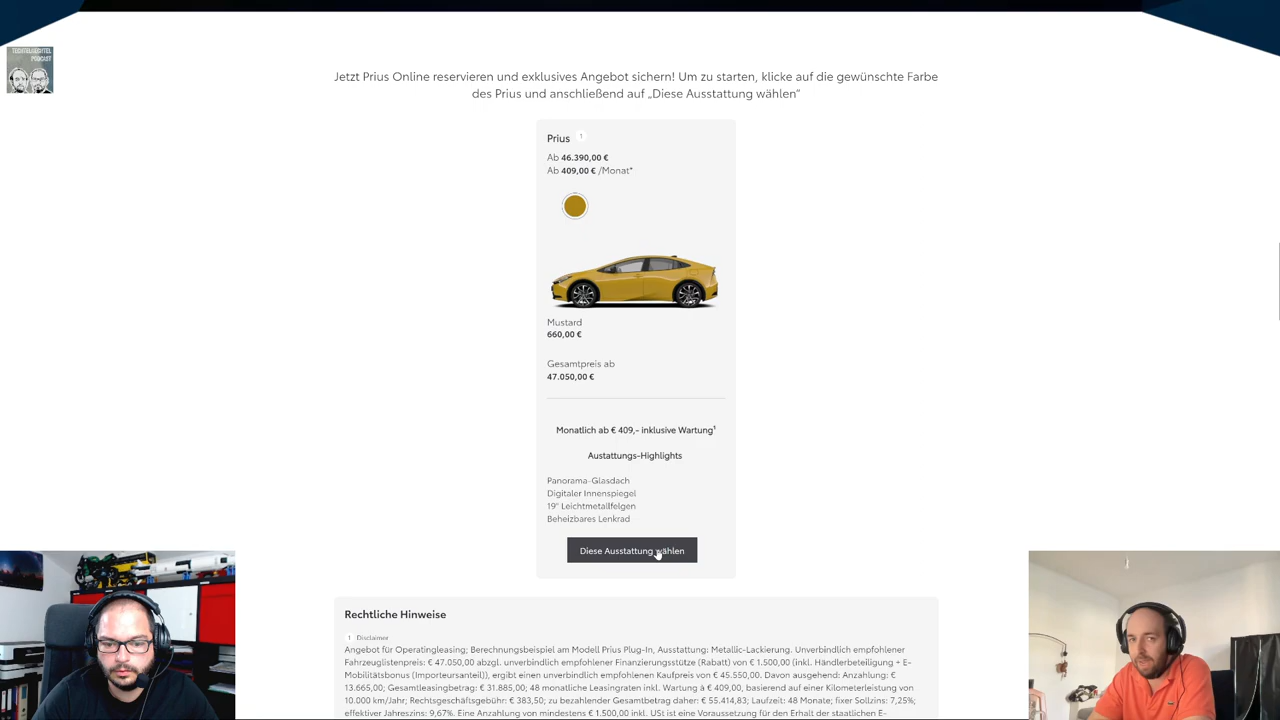 TECHTELMECHTEL
PODCAST
Jetzt Prius Online reservieren und exklusives Angebot sichern! Um zu starten, klicke auf die gewünschte Farbe
des Prius und anschließend auf „Diese Ausstattung wählen"
Prius 1
Ab 46.390,00 €
Ab 409,00 € /Monat*
Mustard
660,00 €
Gesamtpreis ab
47.050,00 €
Monatlich ab € 409,- inklusive Wartung¹
Austattungs-Highlights
Panorama-Glasdach
Digitaler Innenspiegel
19" Leichtmetallfelgen
Beheizbares Lenkrad
Diese Ausstattung wählen
Rechtliche Hinweise
1 Disclaimer
Angebot für Operatingleasing; Berechnungsbeispiel am Modell Prius Plug-In, Ausstattung: Metallic-Lackierung. Unverbindlich empfohlener
Fahrzeuglistenpreis: € 47.050,00 abzgl. unverbindlich empfohlener Finanzierungsstütze (Rabatt) von € 1.500,00 (inkl. Händlerbeteiligung + E-
Mobilitätsbonus (Importeursanteil)), ergibt einen unverbindlich empfohlenen Kaufpreis von € 45.550,00. Davon ausgehend: Anzahlung: €
13.665,00; Gesamtleasingbetrag: € 31.885,00; 48 monatliche Leasingraten inkl. Wartung à € 409,00, basierend auf einer Kilometerleistung von
10.000 km/Jahr; Rechtsgeschäftsgebühr: € 383,50; zu bezahlender Gesamtbetrag daher: € 55.414,83; Laufzeit: 48 Monate; fixer Sollzins: 7,25%;
effektiver Jahreszins: 9,67%. Eine Anzahlung von mindestens € 1.500,00 inkl. USt ist eine Voraussetzung für den Erhalt der staatlichen E-